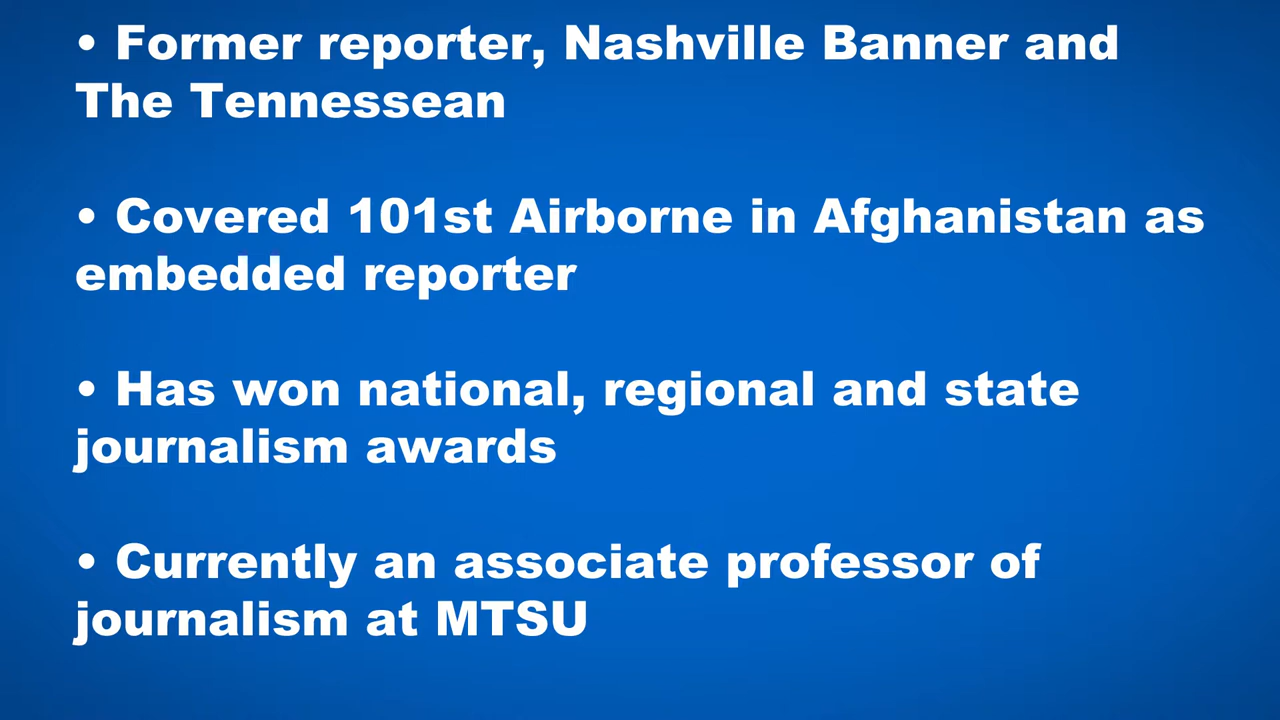 • Former reporter, Nashville Banner and
The Tennessean
• Covered 101st Airborne in Afghanistan as
embedded reporter
• Has won national, regional and state
journalism awards
• Currently an associate professor of
journalism at MTSU